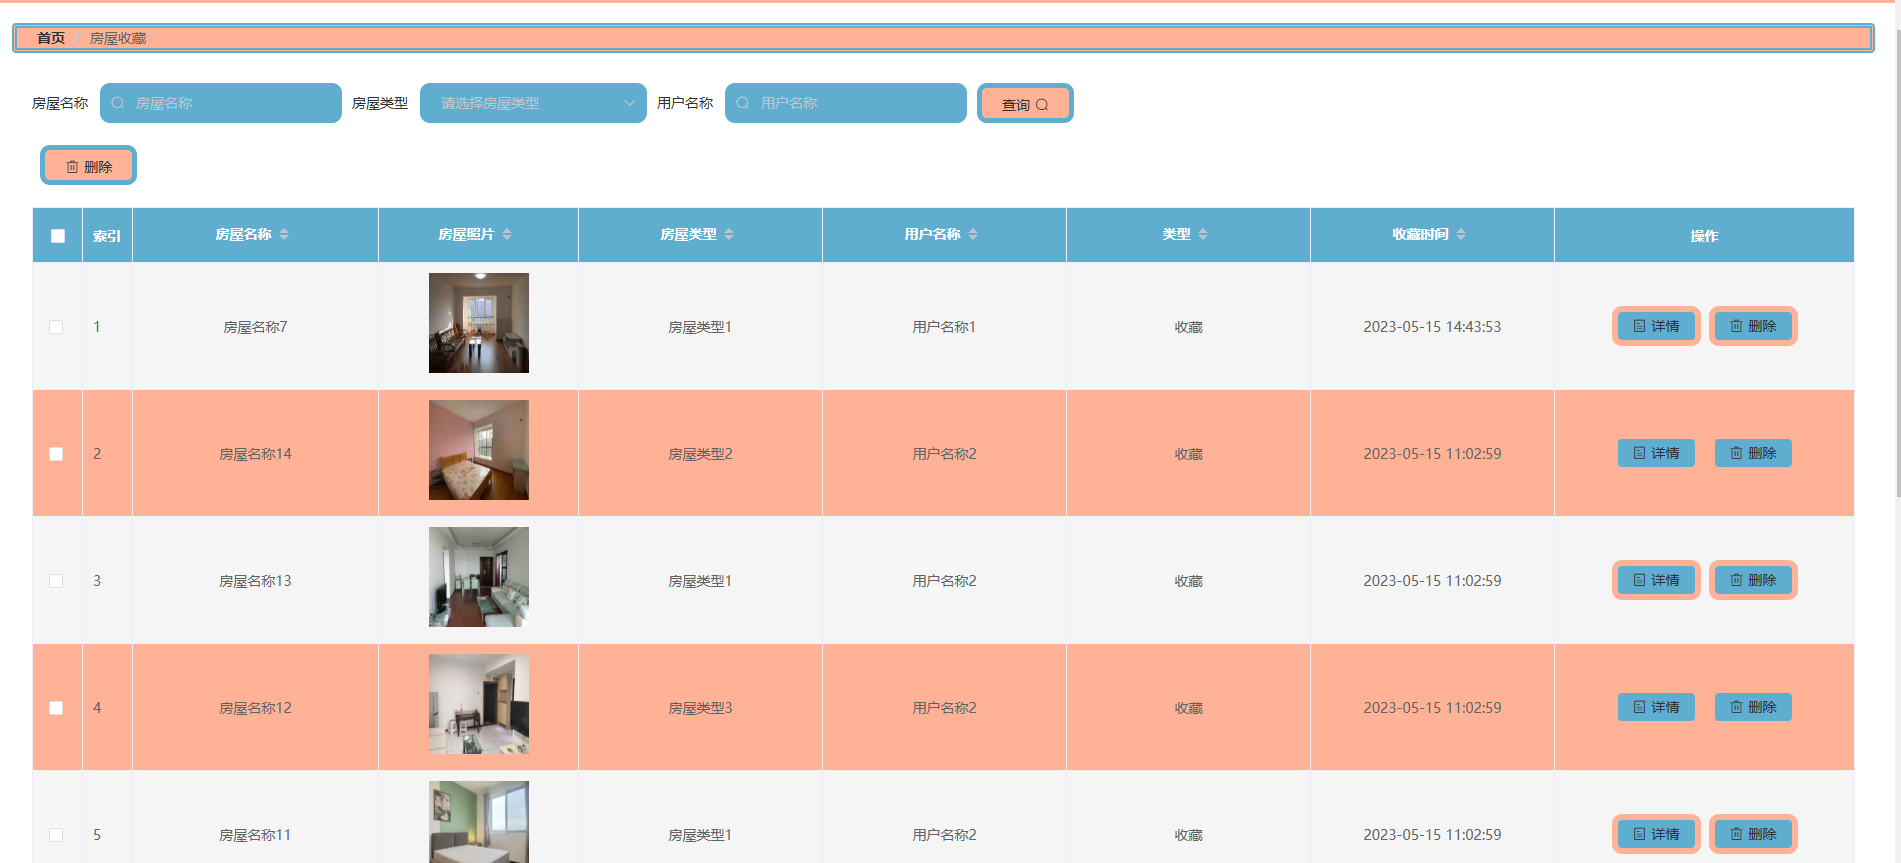 首页 / 房屋收藏
房屋名称 房屋名称 房屋类型 请选择房屋类型 用户名称 用户名称 查询
删除
索引 房屋名称 房屋照片 房屋类型 用户名称 类型 收藏时间 操作
1 房屋名称7 房屋类型1 用户名称1 收藏 2023-05-15 14:43:53 详情 删除
2 房屋名称14 房屋类型2 用户名称2 收藏 2023-05-15 11:02:59 详情 删除
3 房屋名称13 房屋类型1 用户名称2 收藏 2023-05-15 11:02:59 详情 删除
4 房屋名称12 房屋类型3 用户名称2 收藏 2023-05-15 11:02:59 详情 删除
5 房屋名称11 房屋类型1 用户名称2 收藏 2023-05-15 11:02:59 详情 删除